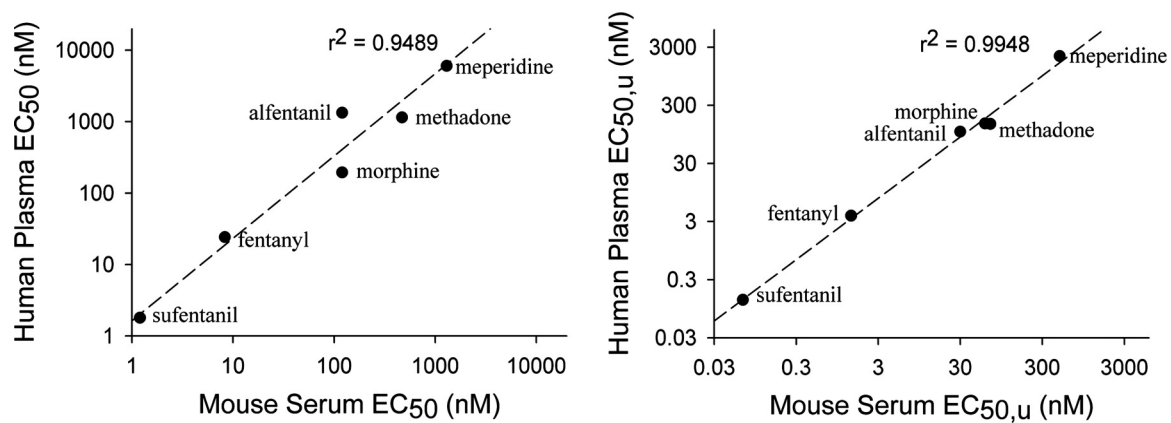 r² = 0.9489
10000
1000
100
10
1
Human Plasma EC50 (nM)
meperidine
alfentanil
methadone
morphine
fentanyl
sufentanil
1 10 100 1000 10000
Mouse Serum EC50 (nM)
r² = 0.9948
3000
300
30
3
0.3
0.03
Human Plasma EC50,u (nM)
meperidine
morphine
alfentanil
methadone
fentanyl
sufentanil
0.03 0.3 3 30 300 3000
Mouse Serum EC50,u (nM)